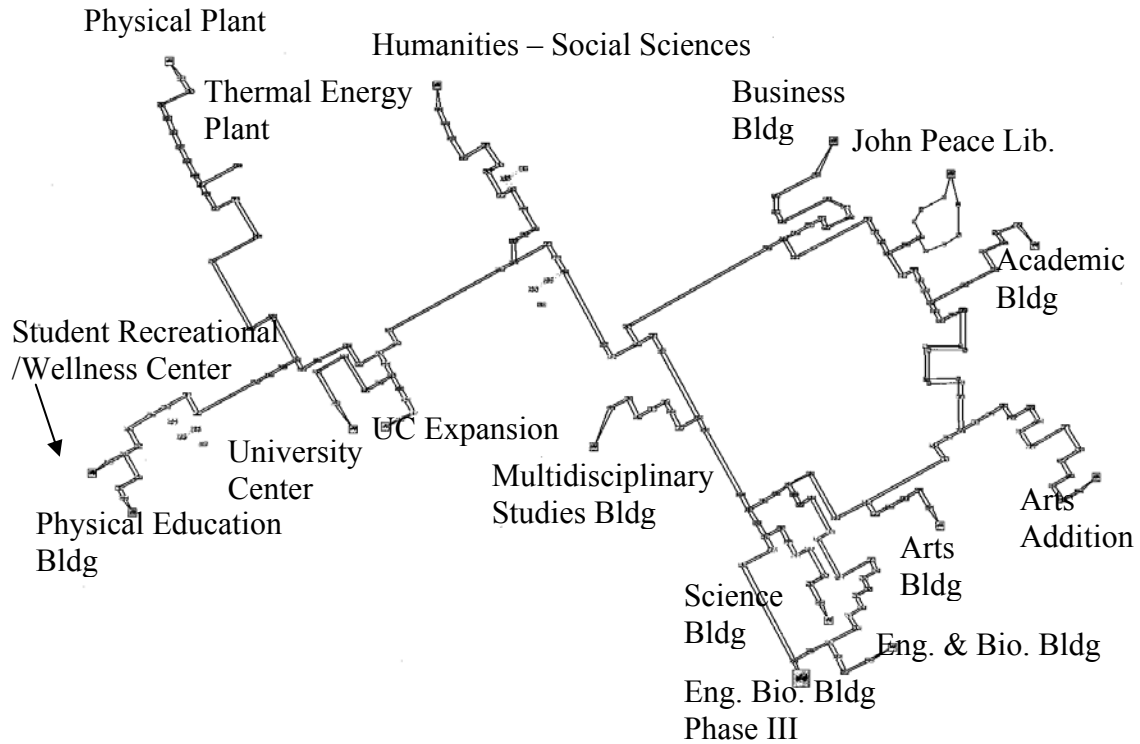 Physical Plant
Humanities – Social Sciences
Thermal Energy
Plant
Business
Bldg
John Peace Lib.
Academic
Bldg
Student Recreational
/Wellness Center
University
Center
UC Expansion
Multidisciplinary
Studies Bldg
Physical Education
Bldg
Arts
Addition
Arts
Bldg
Science
Bldg
Eng. & Bio. Bldg
Eng. Bio. Bldg
Phase III